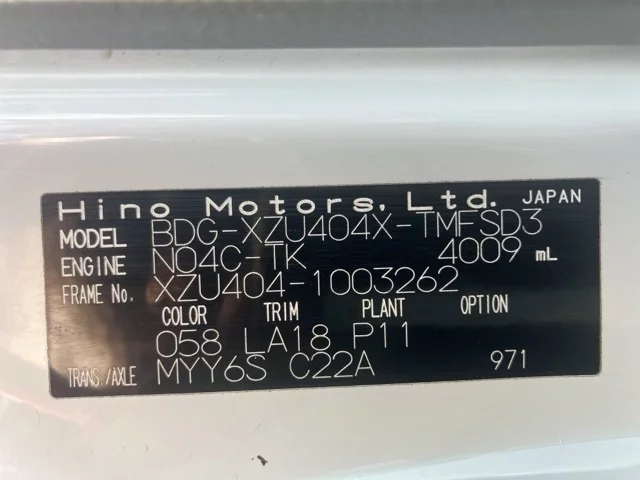 Hino Motors, Ltd. JAPAN
MODEL BDG-XZU404X-TMFSD3
ENGINE N04C-TK 4009 mL
FRAME No. XZU404-1003262
COLOR TRIM PLANT OPTION
058 LA18 P11
TRANS./AXLE MYY6S C22A 971